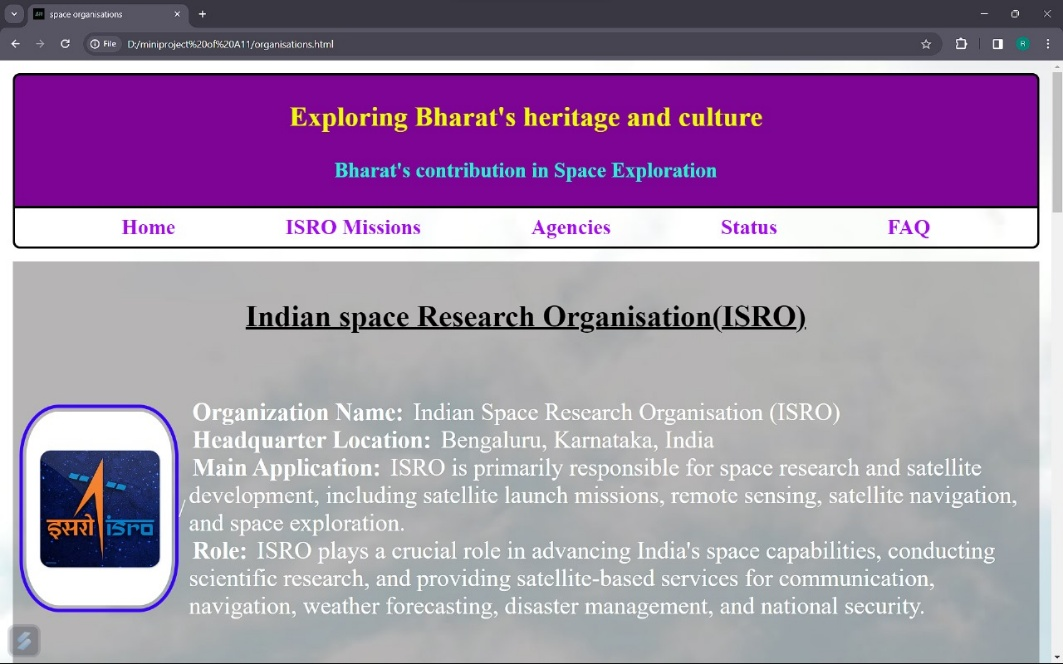 space organisations
File D:/miniproject%20of%20A11/organisations.html
Exploring Bharat's heritage and culture
Bharat's contribution in Space Exploration
Home ISRO Missions Agencies Status FAQ
Indian space Research Organisation(ISRO)
Organization Name: Indian Space Research Organisation (ISRO)
Headquarter Location: Bengaluru, Karnataka, India
Main Application: ISRO is primarily responsible for space research and satellite
/ development, including satellite launch missions, remote sensing, satellite navigation,
and space exploration.
Role: ISRO plays a crucial role in advancing India's space capabilities, conducting
scientific research, and providing satellite-based services for communication,
navigation, weather forecasting, disaster management, and national security.
इसरो isro